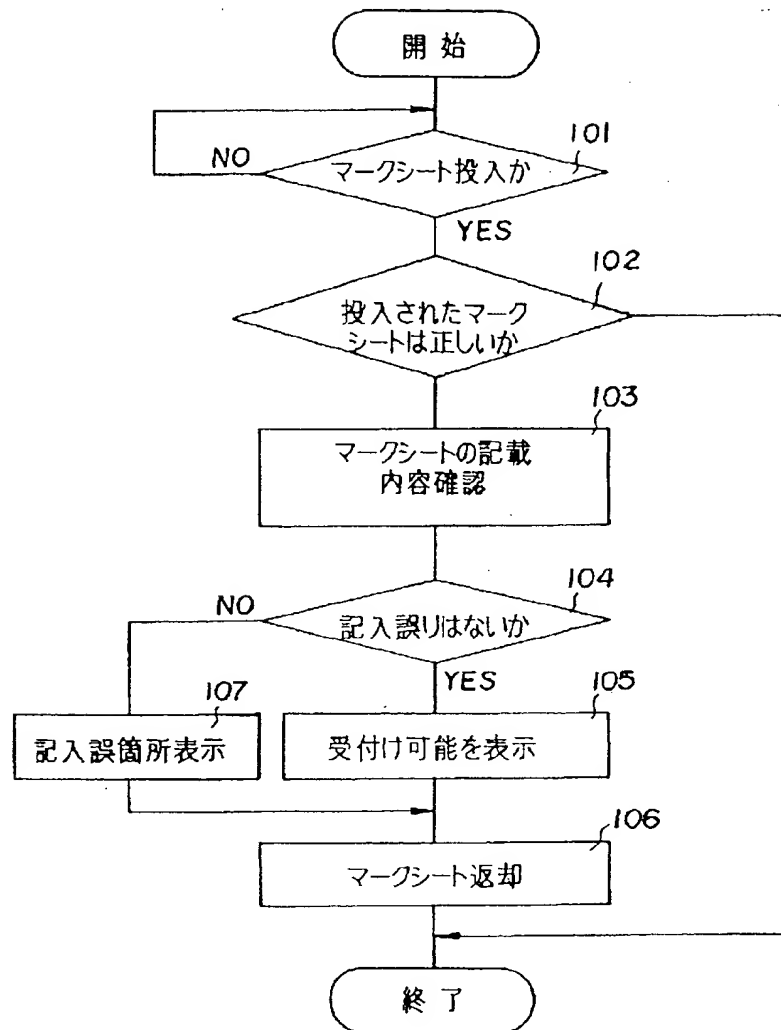 開始
101
NO
マークシート投入か
YES
102
投入されたマーク
シートは正しいか
103
マークシートの記載
内容確認
104
NO
記入誤りはないか
YES
107
105
記入誤箇所表示
受付け可能を表示
106
マークシート返却
終了